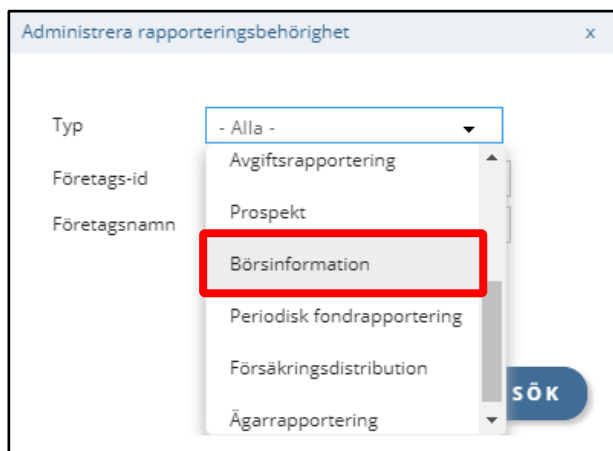 Administrera rapporteringsbehörighet x
Typ - Alla -
Avgiftsrapportering
Företags-id
Prospekt
Företagsnamn
Börsinformation
Periodisk fondrapportering
Försäkringsdistribution
SÖK
Ägarrapportering